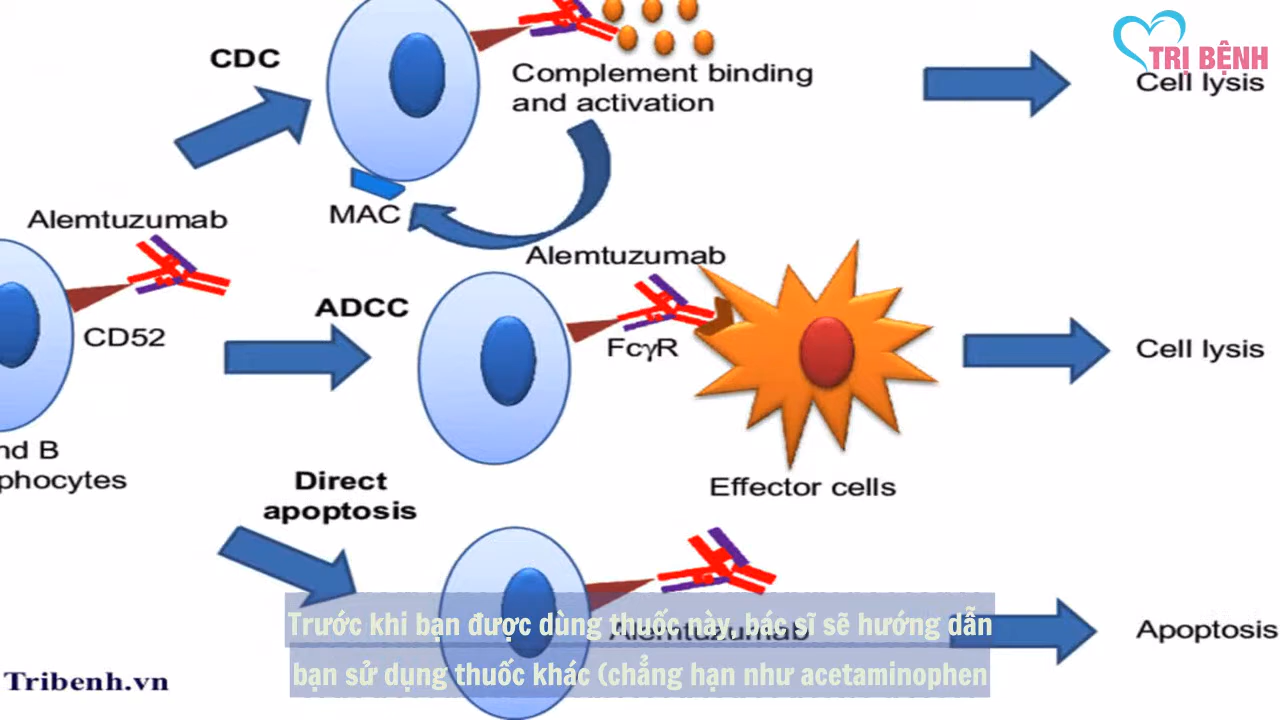 TRỊ BỆNH
CDC
Complement binding
and activation
Cell lysis
Alemtuzumab
MAC
Alemtuzumab
ADCC
CD52
FcγR
Cell lysis
nd B
phocytes
Direct
apoptosis
Effector cells
Alemtuzumab
Apoptosis
Trước khi bạn được dùng thuốc này, bác sĩ sẽ hướng dẫn
bạn sử dụng thuốc khác (chẳng hạn như acetaminophen
Tribenh.vn